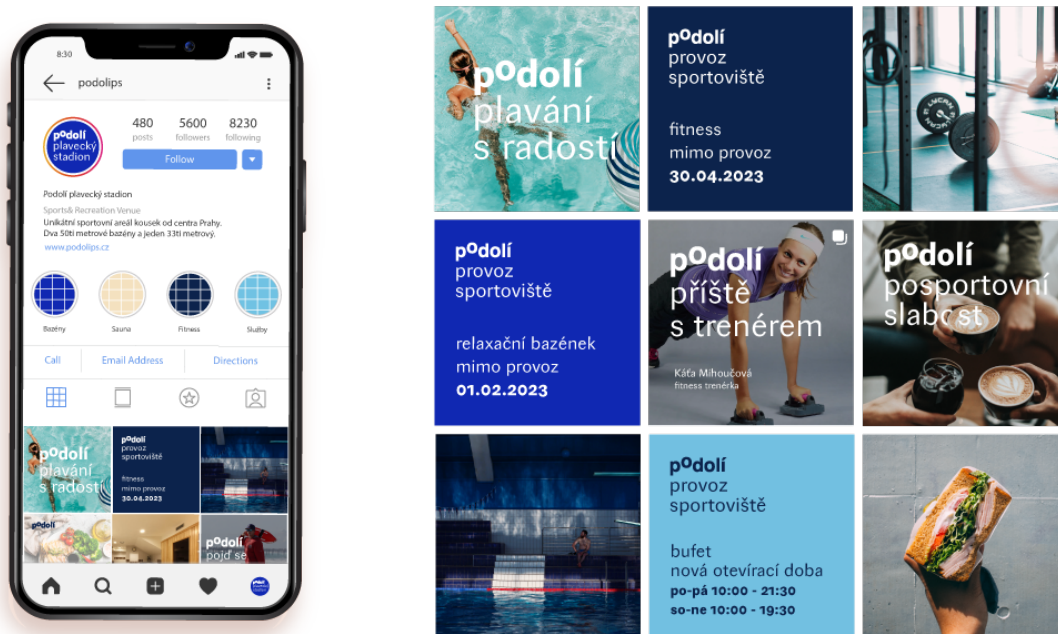 8:30
podolips
480
5600
8230
posts
followers
following
Follow
podolí
plavecký
stadion
Podolí plavecký stadion
Sports& Recreation Venue
Unikátní sportovní areál kousek od centra Prahy.
Dva 50ti metrové bazény a jeden 33ti metrový.
www.podolips.cz
Bazény
Sauna
Fitness
Služby
Call
Email Address
Directions
podolí
plavání
s radostí
podolí
provoz
sportoviště
fitness
mimo provoz
30.04.2023
podolí
podolí
pojď se
podolí
plavání
s radostí
podolí
provoz
sportoviště
fitness
mimo provoz
30.04.2023
podolí
provoz
sportoviště
relaxační bazének
mimo provoz
01.02.2023
podolí
příště
s trenérem
Káťa Mihoučová
fitness trenérka
podolí
posportovní
slabost
podolí
provoz
sportoviště
bufet
nová otevírací doba
po-pá 10:00 - 21:30
so-ne 10:00 - 19:30